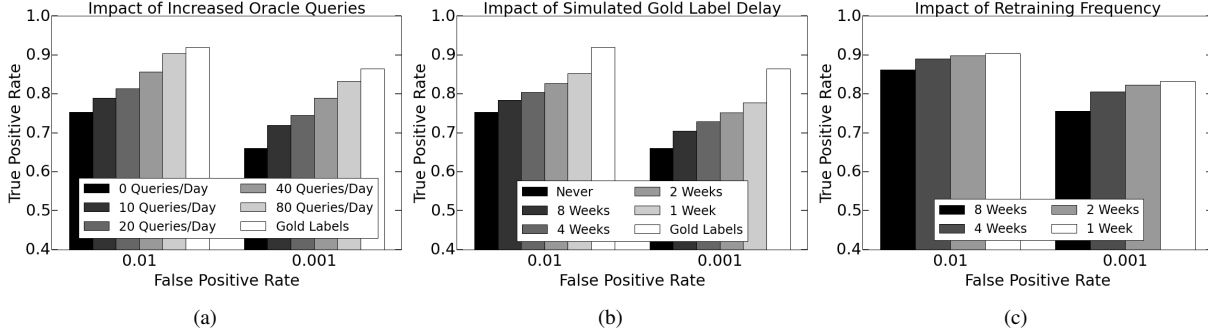 Impact of Increased Oracle Queries
1.0
0.9
0.8
0.7
0.6
0.5
0.4
True Positive Rate
0 Queries/Day
10 Queries/Day
20 Queries/Day
40 Queries/Day
80 Queries/Day
Gold Labels
0.01
0.001
False Positive Rate
(a)
Impact of Simulated Gold Label Delay
1.0
0.9
0.8
0.7
0.6
0.5
0.4
True Positive Rate
Never
8 Weeks
4 Weeks
2 Weeks
1 Week
Gold Labels
0.01
0.001
False Positive Rate
(b)
Impact of Retraining Frequency
1.0
0.9
0.8
0.7
0.6
0.5
0.4
True Positive Rate
8 Weeks
4 Weeks
2 Weeks
1 Week
0.01
0.001
False Positive Rate
(c)